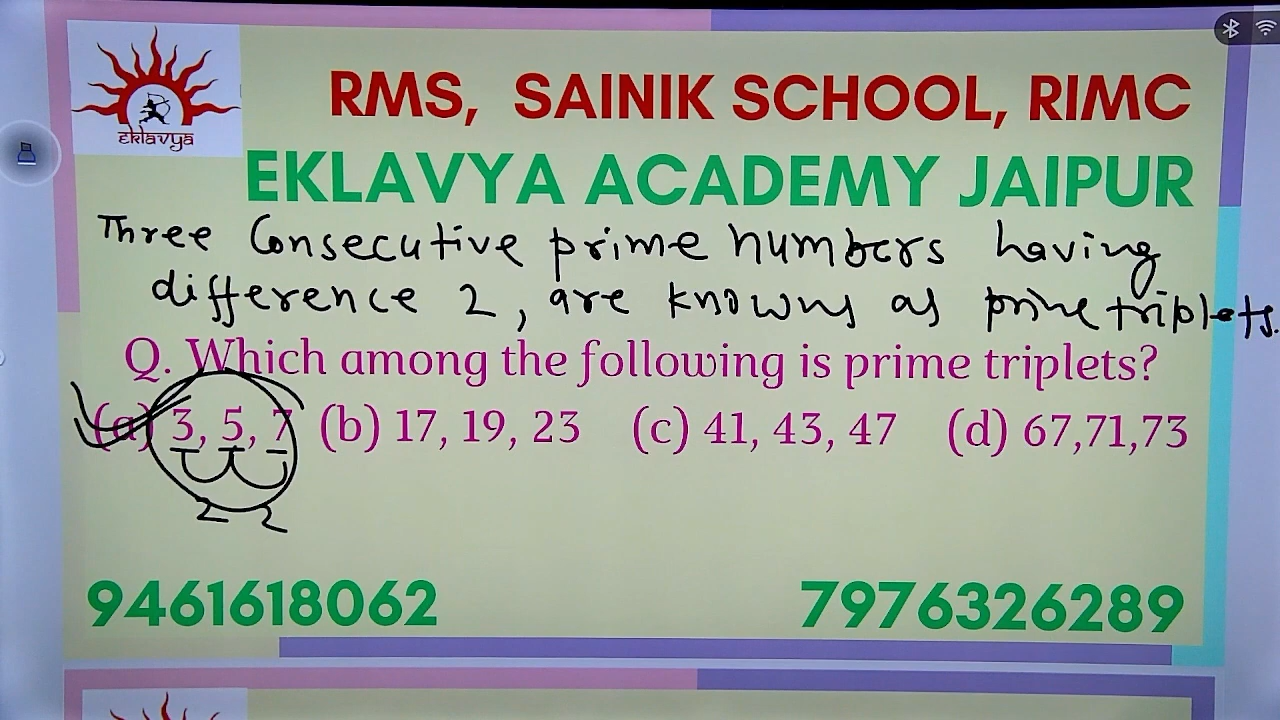 RMS, SAINIK SCHOOL, RIMC
eklavya
EKLAVYA ACADEMY JAIPUR
Three Consecutive prime numbers having
difference 2, are knowns as prime triplets.
Q. Which among the following is prime triplets?
(a) 3, 5, 7 (b) 17, 19, 23 (c) 41, 43, 47 (d) 67,71,73
2 2
9461618062 7976326289